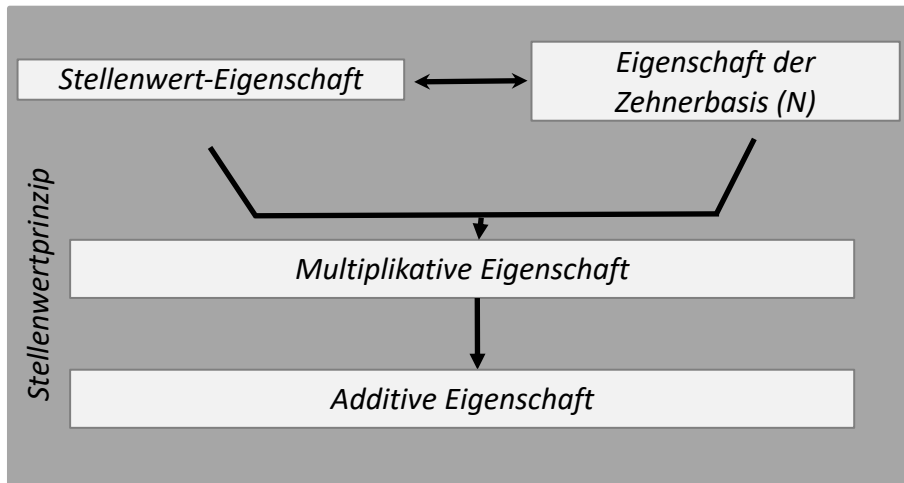 Stellenwert-Eigenschaft
Eigenschaft der
Zehnerbasis (N)
Stellenwertprinzip
Multiplikative Eigenschaft
Additive Eigenschaft